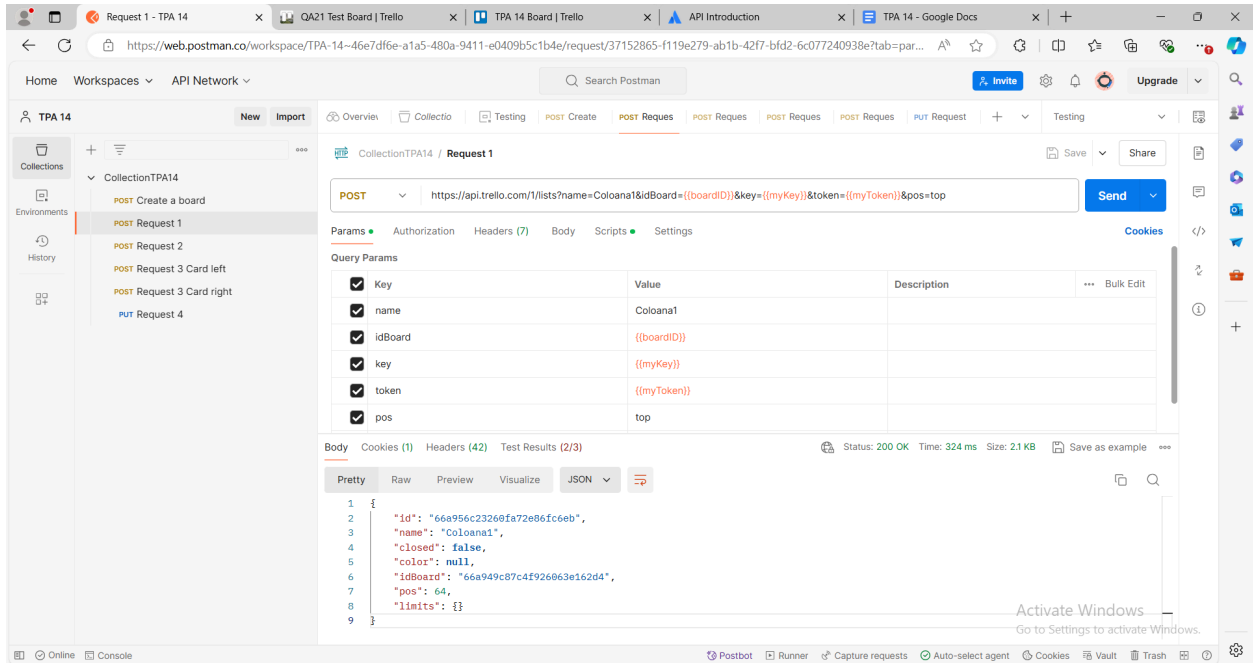 Request 1 - TPA 14
QA21 Test Board | Trello
TPA 14 Board | Trello
API Introduction
TPA 14 - Google Docs
https://web.postman.co/workspace/TPA-14~46e7df6e-a1a5-480a-9411-e0409b5c1b4e/request/37152865-f119e279-ab1b-42f7-bfd2-6c077240938e?tab=par...
Home Workspaces API Network
Search Postman
Invite
Upgrade
TPA 14
New Import
Overvie
Collectio
Testing
POST Create
POST Reques
POST Reques
POST Reques
POST Reques
PUT Request
Testing
Collections
Environments
History
CollectionTPA14
POST Create a board
POST Request 1
POST Request 2
POST Request 3 Card left
POST Request 3 Card right
PUT Request 4
HTTP CollectionTPA14 / Request 1
Save Share
POST https://api.trello.com/1/lists?name=Coloana1&idBoard={{boardID}}&key={{myKey}}&token={{myToken}}&pos=top
Send
Params Authorization Headers (7) Body Scripts Settings Cookies
Query Params
Key Value Description Bulk Edit
name Coloana1
idBoard {{boardID}}
key {{myKey}}
token {{myToken}}
pos top
Body Cookies (1) Headers (42) Test Results (2/3) Status: 200 OK Time: 324 ms Size: 2.1 KB Save as example
Pretty Raw Preview Visualize JSON
1 {
2 "id": "66a956c23260fa72e86fc6eb",
3 "name": "Coloana1",
4 "closed": false,
5 "color": null,
6 "idBoard": "66a949c87c4f926063e162d4",
7 "pos": 64,
8 "limits": {}
9 }
Activate Windows
Go to Settings to activate Windows.
Online Console Postbot Runner Capture requests Auto-select agent Cookies Vault Trash